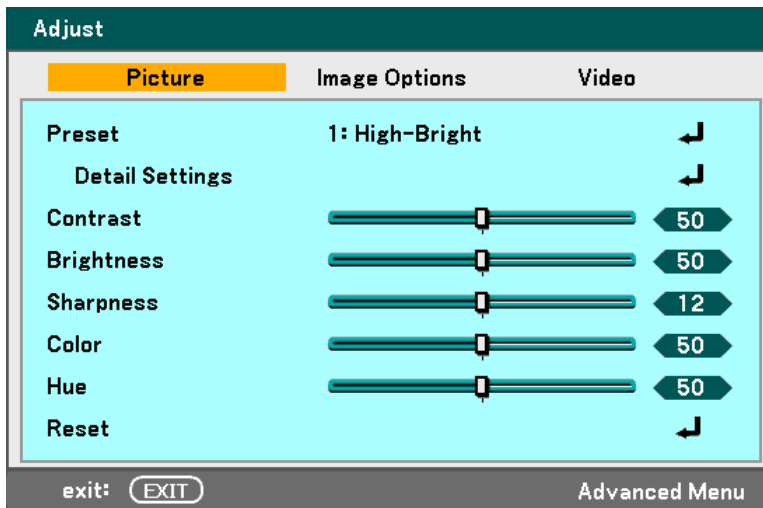 Adjust
Picture Image Options Video
Preset 1: High-Bright
Detail Settings
Contrast 50
Brightness 50
Sharpness 12
Color 50
Hue 50
Reset
exit: EXIT Advanced Menu